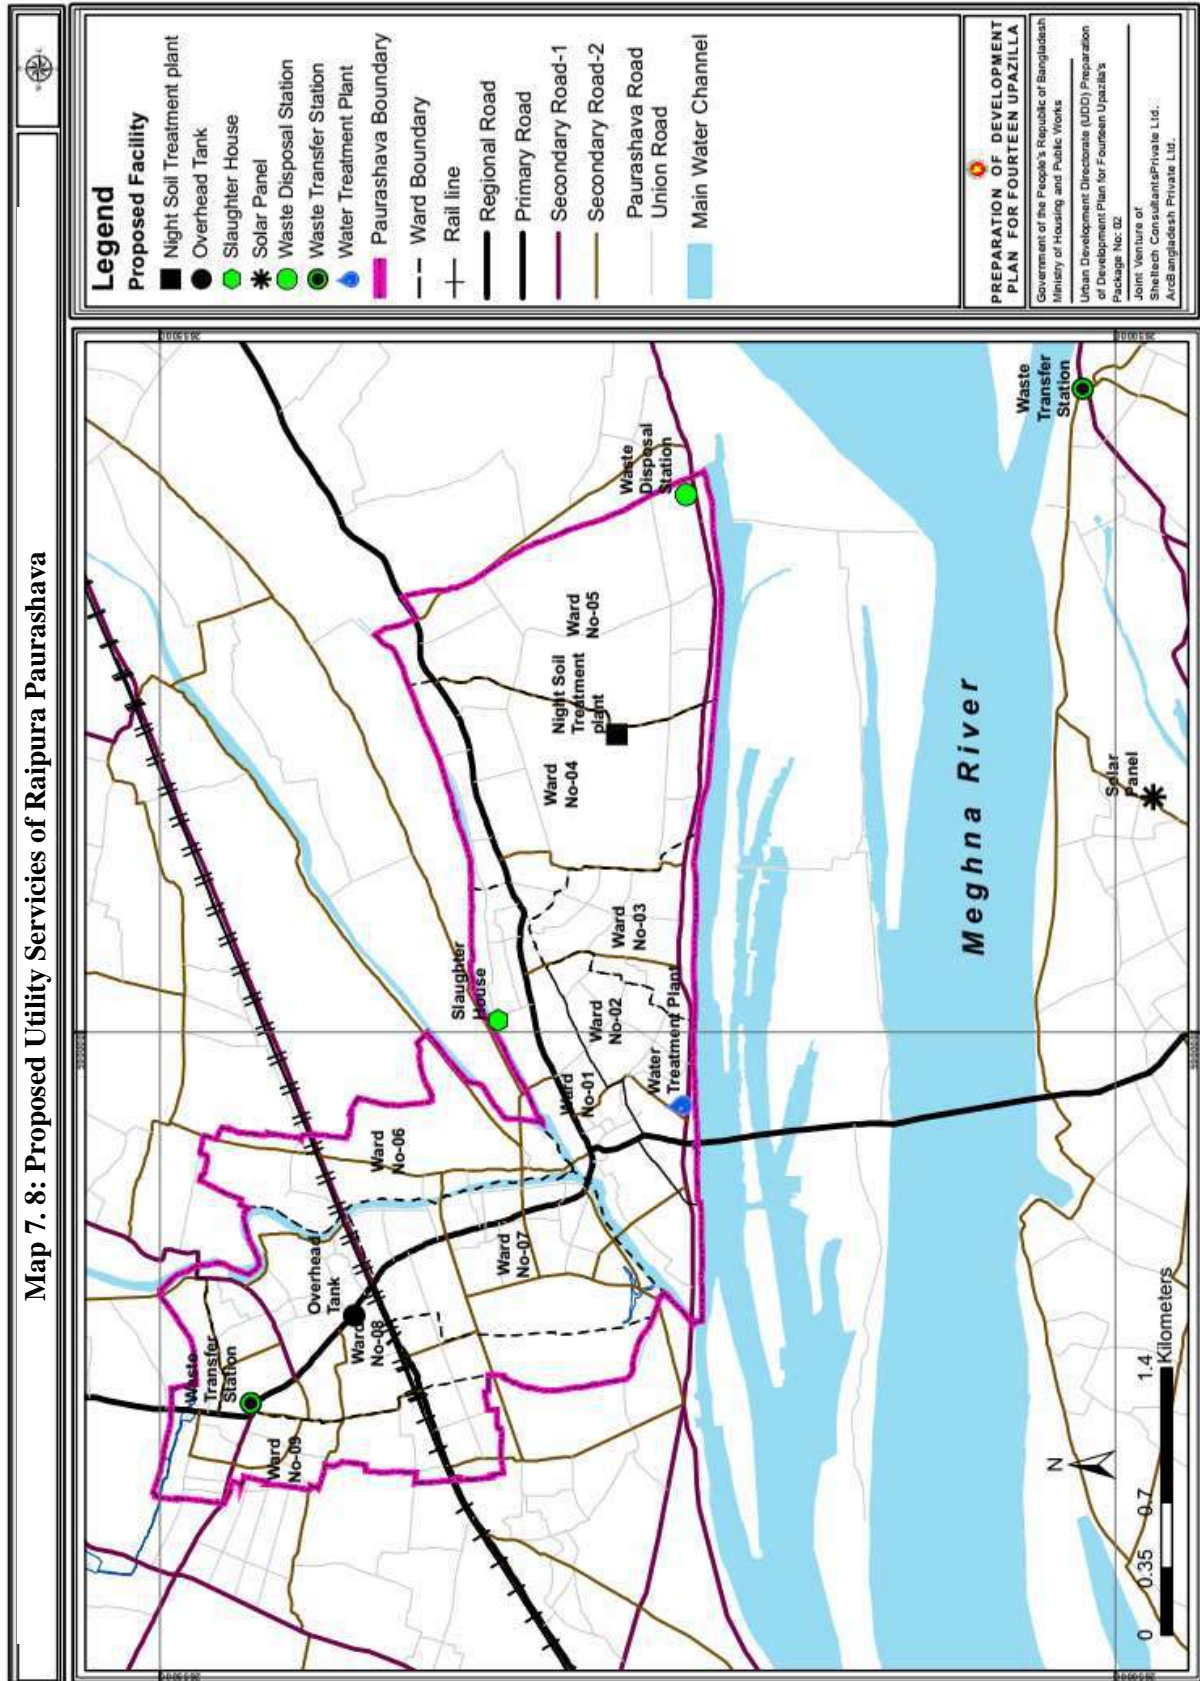 Map 7. 8: Proposed Utility Servicies of Raipura Paurashava
Waste
Transfer
Station
Ward
No-09
Overhead
Tank
Ward
No-08
Ward
No-06
Ward
No-07
Slaughter
House
Ward
No-01
Ward
No-02
Ward
No-03
Water
Treatment Plant
Ward
No-04
Night Soil
Treatment
plant
Ward
No-05
Waste
Disposal
Station
Meghna River
Solar
Panel
Waste
Transfer
Station
N
0 0.35 0.7 1.4
Kilometers
Legend
Proposed Facility
Night Soil Treatment plant
Overhead Tank
Slaughter House
Solar Panel
Waste Disposal Station
Waste Transfer Station
Water Treatment Plant
Paurashava Boundary
Ward Boundary
Rail line
Regional Road
Primary Road
Secondary Road-1
Secondary Road-2
Paurashava Road
Union Road
Main Water Channel
PREPARATION OF DEVELOPMENT
PLAN FOR FOURTEEN UPAZILLA
Government of the People's Republic of Bangladesh
Ministry of Housing and Public Works
Urban Development Directorate (UDD) Preparation
of Development Plan for Fourteen Upazila's
Package No: 02
Joint Venture of
Sheltech ConsultantsPrivate Ltd.
ArcBangladesh Private Ltd.